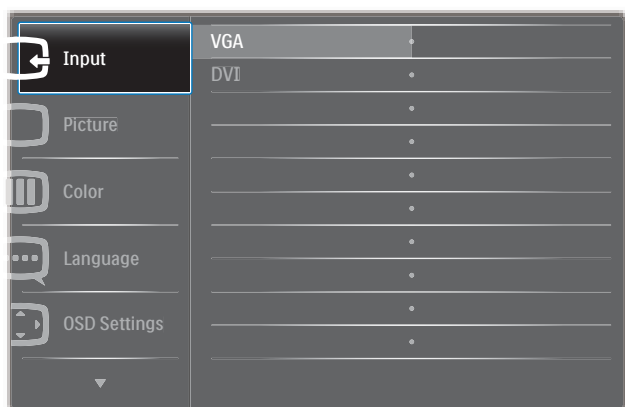 Input
Picture
Color
Language
OSD Settings
VGA
DVI